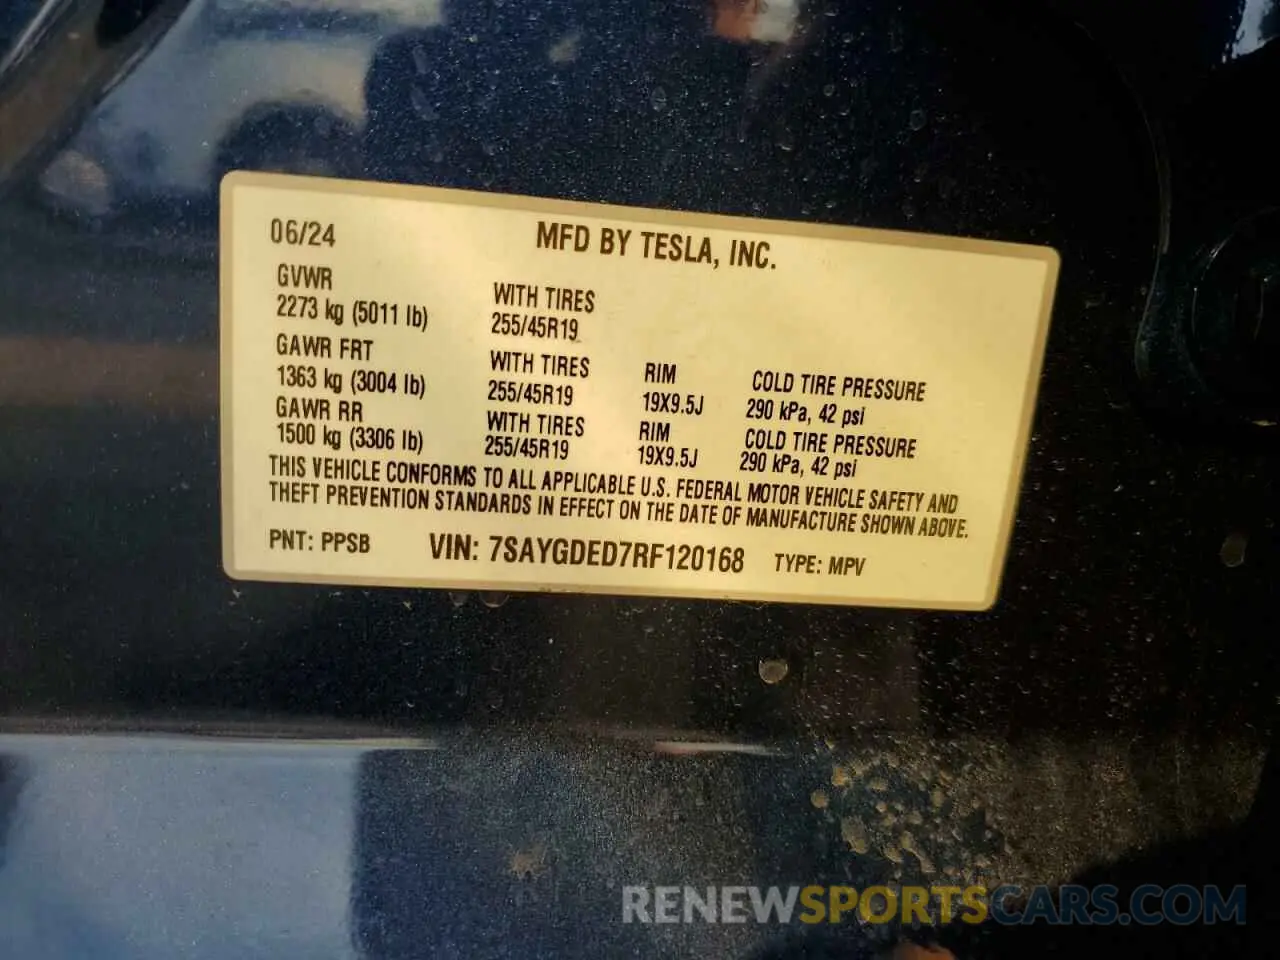 06/24 MFD BY TESLA, INC.
GVWR WITH TIRES
2273 kg (5011 lb) 255/45R19
GAWR FRT WITH TIRES RIM COLD TIRE PRESSURE
1363 kg (3004 lb) 255/45R19 19X9.5J 290 kPa, 42 psi
GAWR RR WITH TIRES RIM COLD TIRE PRESSURE
1500 kg (3306 lb) 255/45R19 19X9.5J 290 kPa, 42 psi
THIS VEHICLE CONFORMS TO ALL APPLICABLE U.S. FEDERAL MOTOR VEHICLE SAFETY AND
THEFT PREVENTION STANDARDS IN EFFECT ON THE DATE OF MANUFACTURE SHOWN ABOVE.
PNT: PPSB VIN: 7SAYGDED7RF120168 TYPE: MPV
RENEWSPORTSCARS.COM